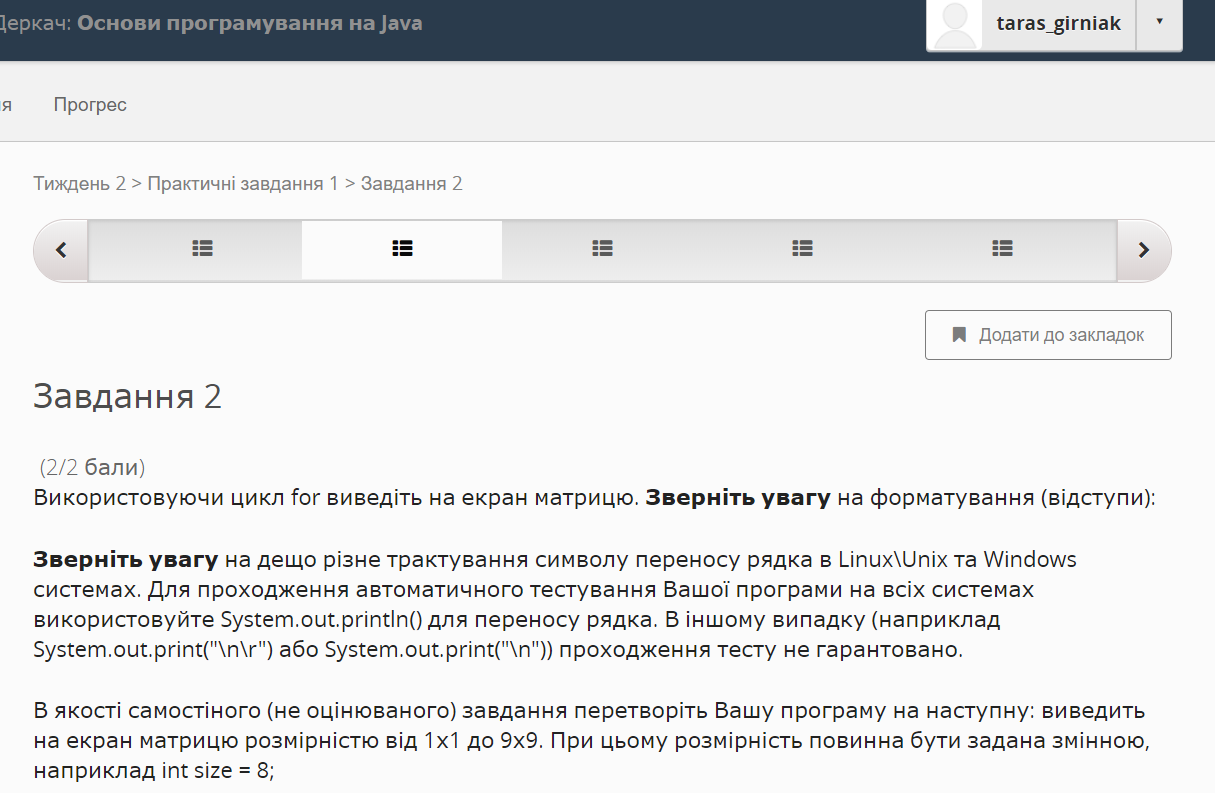 Деркач: Основи програмування на Java
taras_girniak
я Прогрес
Тиждень 2 > Практичні завдання 1 > Завдання 2
Додати до закладок
Завдання 2
(2/2 бали)
Використовуючи цикл for виведіть на екран матрицю. Зверніть увагу на форматування (відступи):
Зверніть увагу на дещо різне трактування символу переносу рядка в Linux\Unix та Windows
системах. Для проходження автоматичного тестування Вашої програми на всіх системах
використовуйте System.out.println() для переносу рядка. В іншому випадку (наприклад
System.out.print("\n\r") або System.out.print("\n")) проходження тесту не гарантовано.
В якості самостіного (не оцінюваного) завдання перетворіть Вашу програму на наступну: виведить
на екран матрицю розмірністю від 1х1 до 9х9. При цьому розмірність повинна бути задана змінною,
наприклад int size = 8;